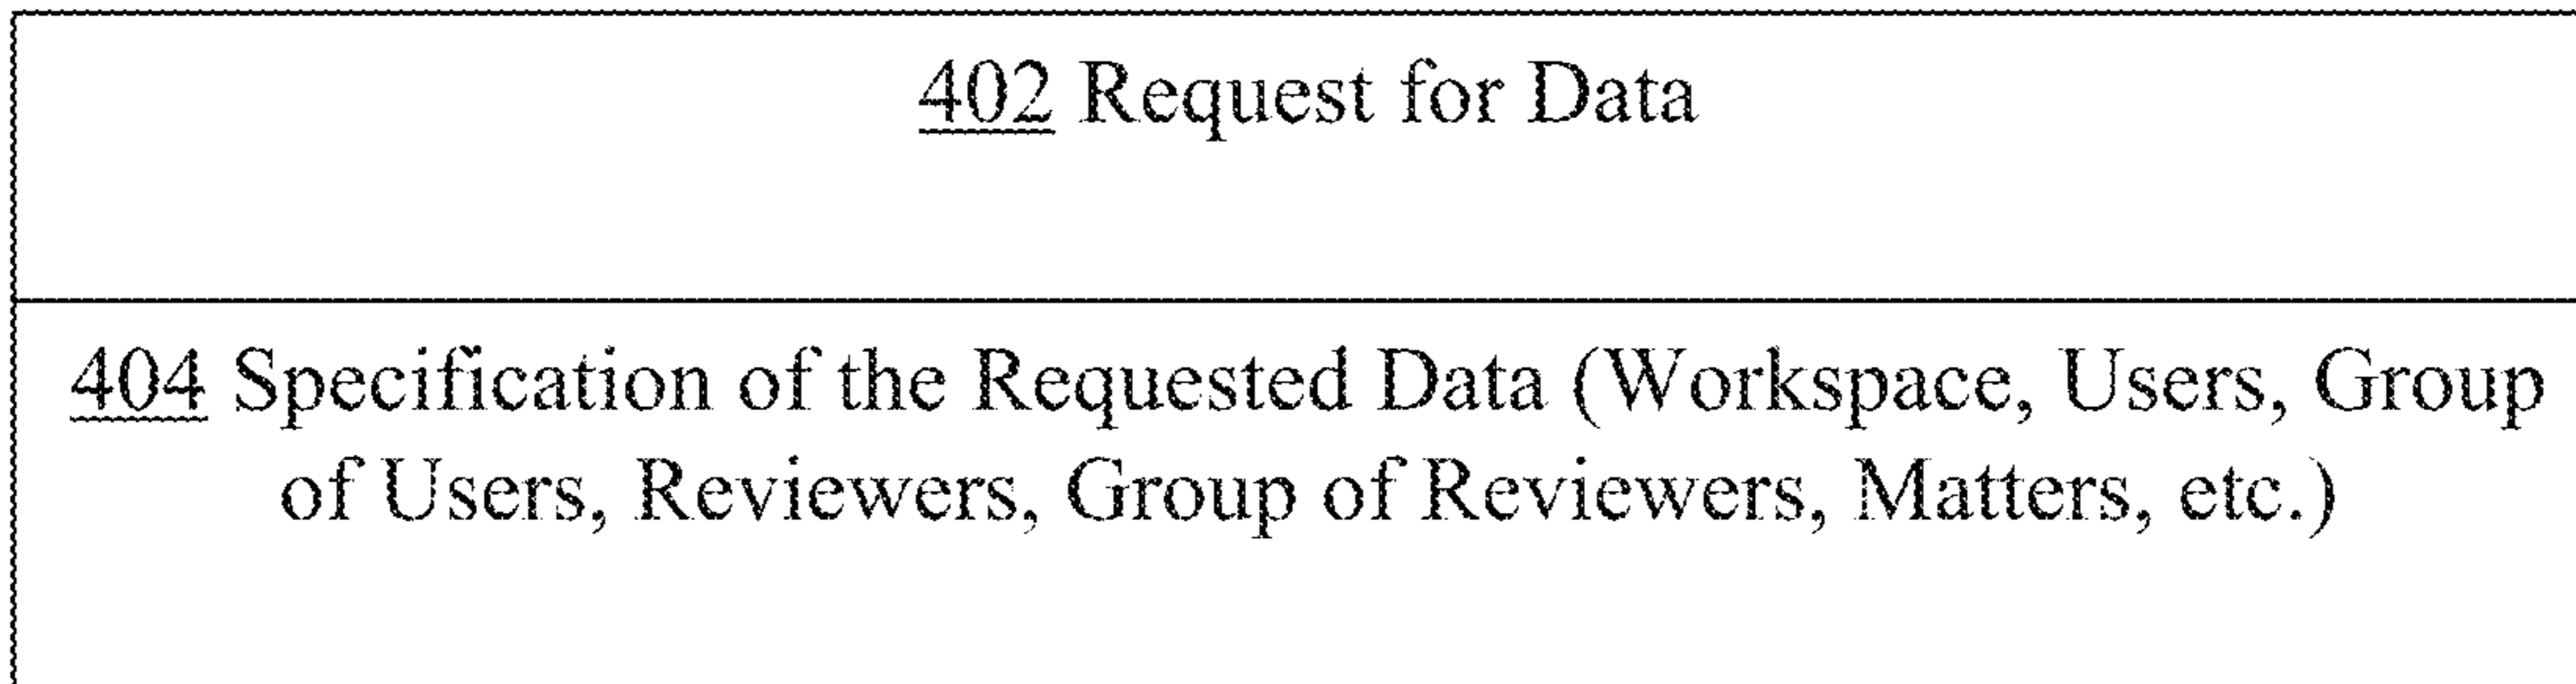 402 Request for Data
404 Specification of the Requested Data (Workspace, Users, Group
of Users, Reviewers, Group of Reviewers, Matters, etc.)